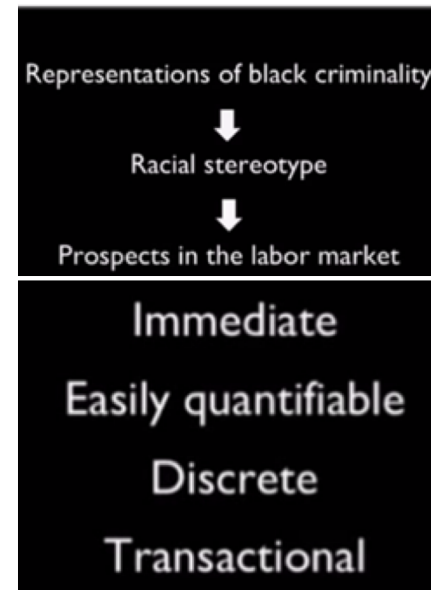 Representations of black criminality
Racial stereotype
Prospects in the labor market
Immediate
Easily quantifiable
Discrete
Transactional